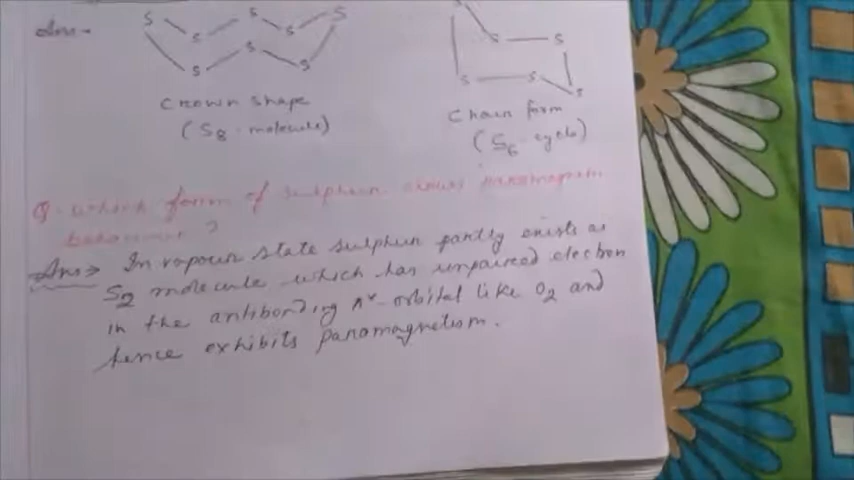 Ans-
S S S S S S S S
Crown shape
(S8 - molecule)
S S S S S S
Chain form
(S6 - cyclo)
Q. which form of sulphur shows paramagnetism
behaviour ?
Ans→ In vapour state sulphur partly exists as
S2 molecule which has unpaired electron
in the antibonding π* orbital like O2 and
hence exhibits paramagnetism.